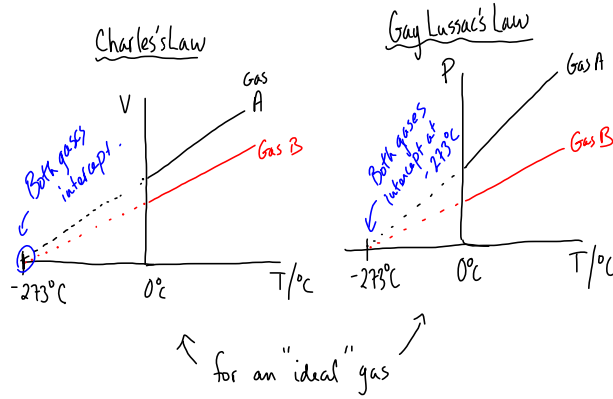 Charles's Law
V
Gas
A
Gas B
Both gases
intercept.
-273°C
0°C
T/°C
Gay Lussac's Law
P
Gas A
Gas B
Both gases
intercept at
-273°C
-273°C
0°C
T/°C
for an "ideal" gas